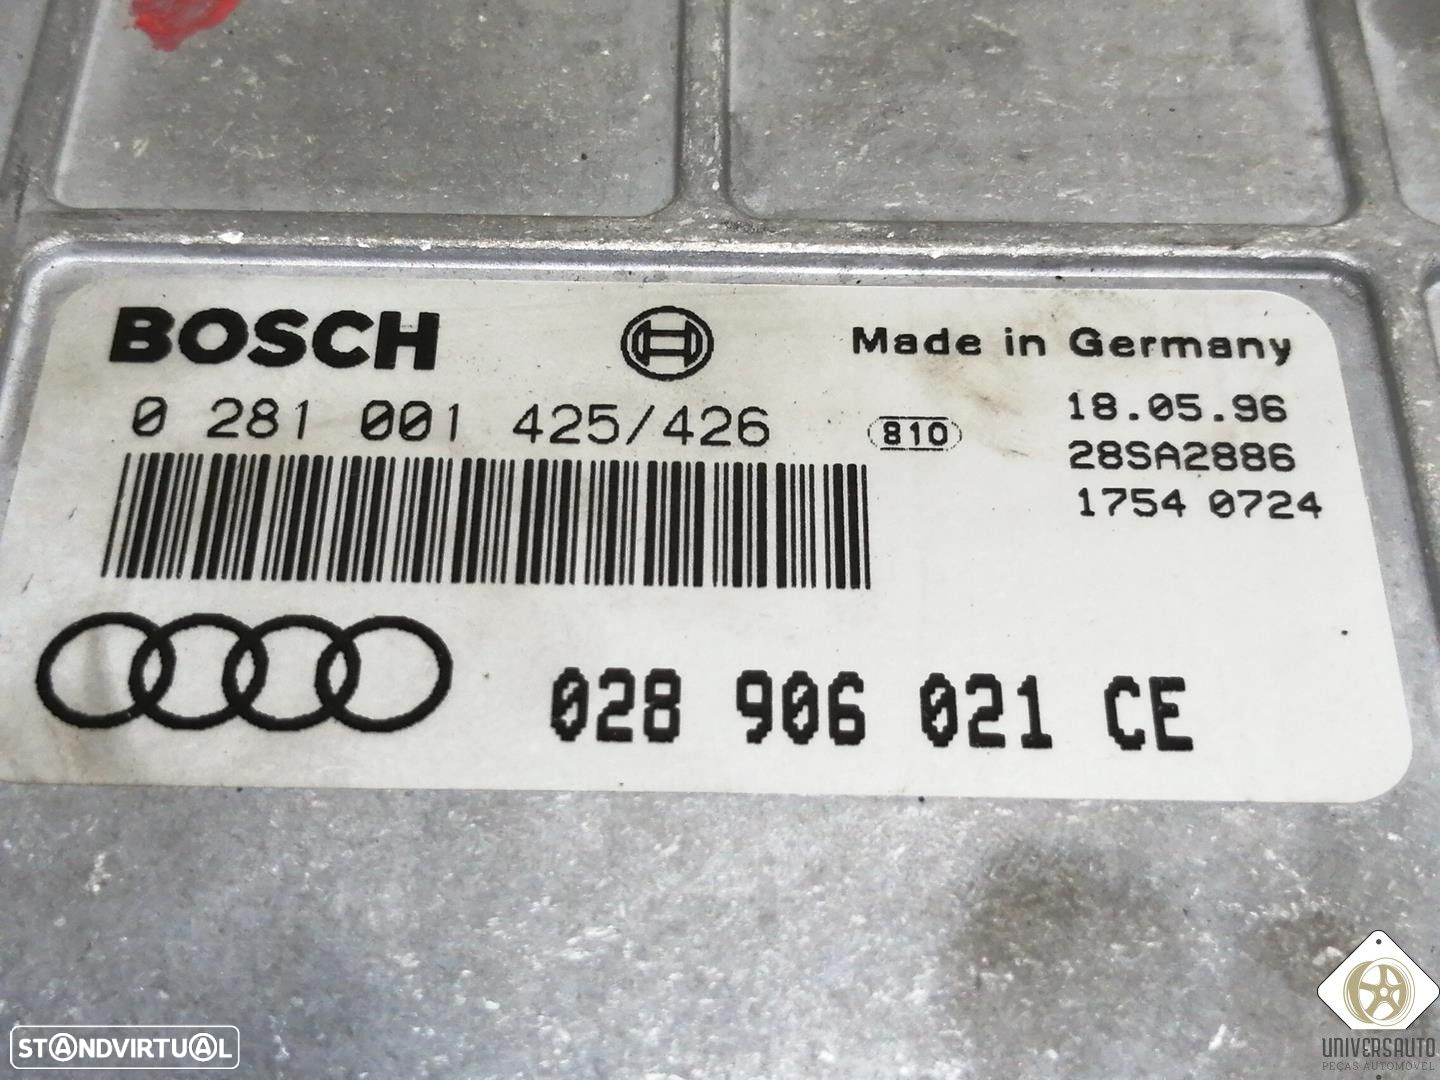 BOSCH
Made in Germany
0 281 001 425/426
810
18.05.96
28SA2886
1754 0724
028 906 021 CE
STANDVIRTUAL
UNIVERSAUTO
PEÇAS AUTOMÓVEL